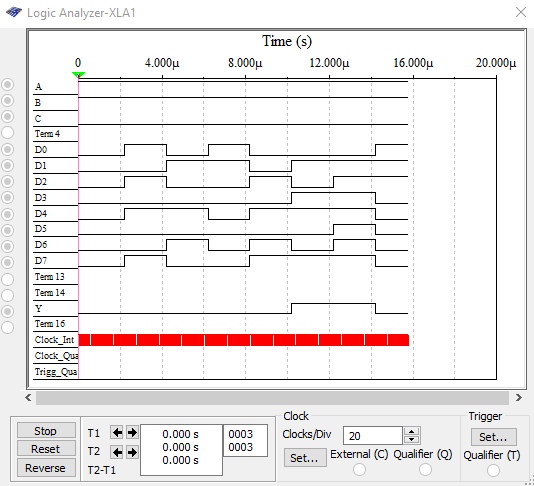 Logic Analyzer-XLA1
Time (s)
0 4.000µ 8.000µ 12.000µ 16.000µ 20.000µ
A
B
C
Term 4
D0
D1
D2
D3
D4
D5
D6
D7
Term 13
Term 14
Y
Term 16
Clock_Int
Clock_Qua
Trigg_Qua
Stop
Reset
Reverse
T1
T2
T2-T1
0.000 s 0003
0.000 s 0003
0.000 s
Clock
Clocks/Div 20
Set... External (C) Qualifier (Q)
Trigger
Set...
Qualifier (T)